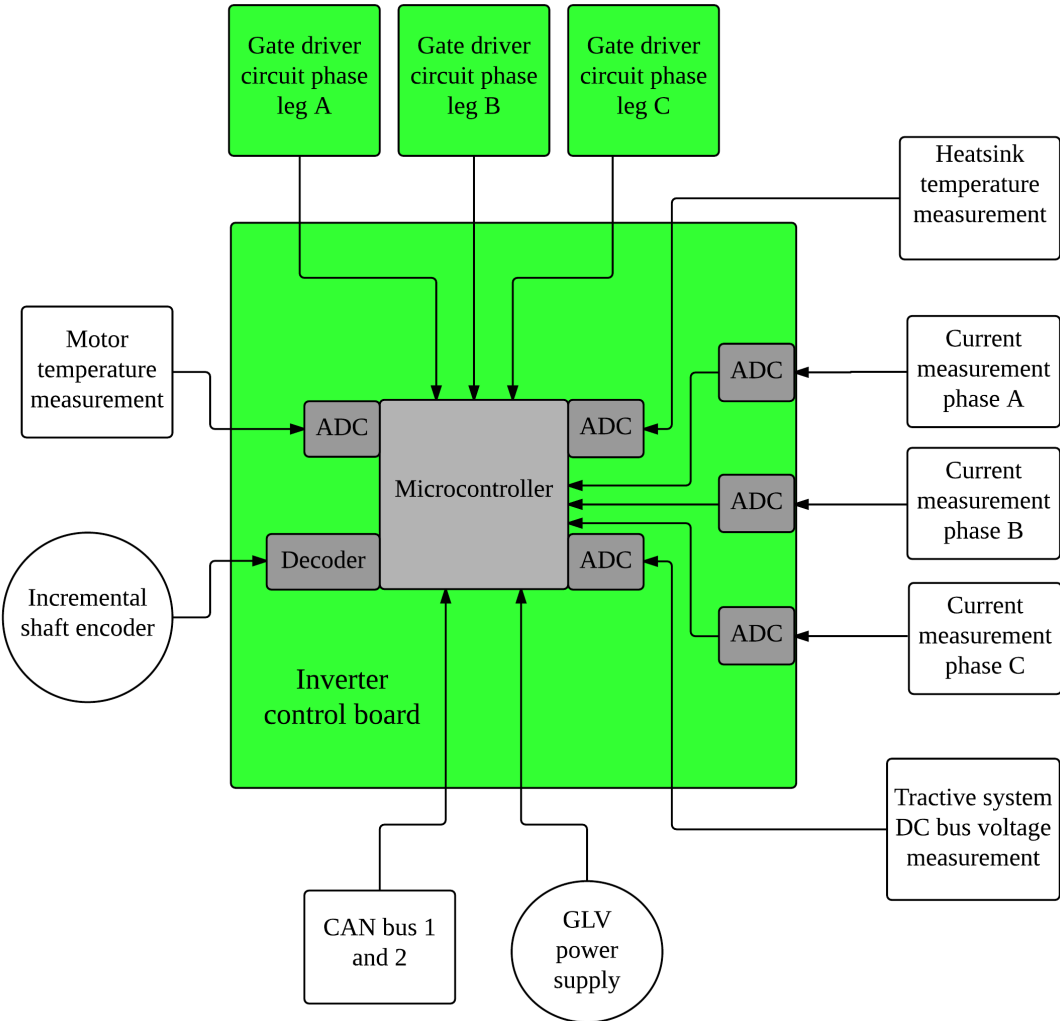 Gate driver
circuit phase
leg A
Gate driver
circuit phase
leg B
Gate driver
circuit phase
leg C
Heatsink
temperature
measurement
Motor
temperature
measurement
Current
measurement
phase A
ADC
ADC
ADC
Microcontroller
Current
measurement
phase B
ADC
Decoder
ADC
Incremental
shaft encoder
Current
measurement
phase C
ADC
Inverter
control board
Tractive system
DC bus voltage
measurement
CAN bus 1
and 2
GLV
power
supply